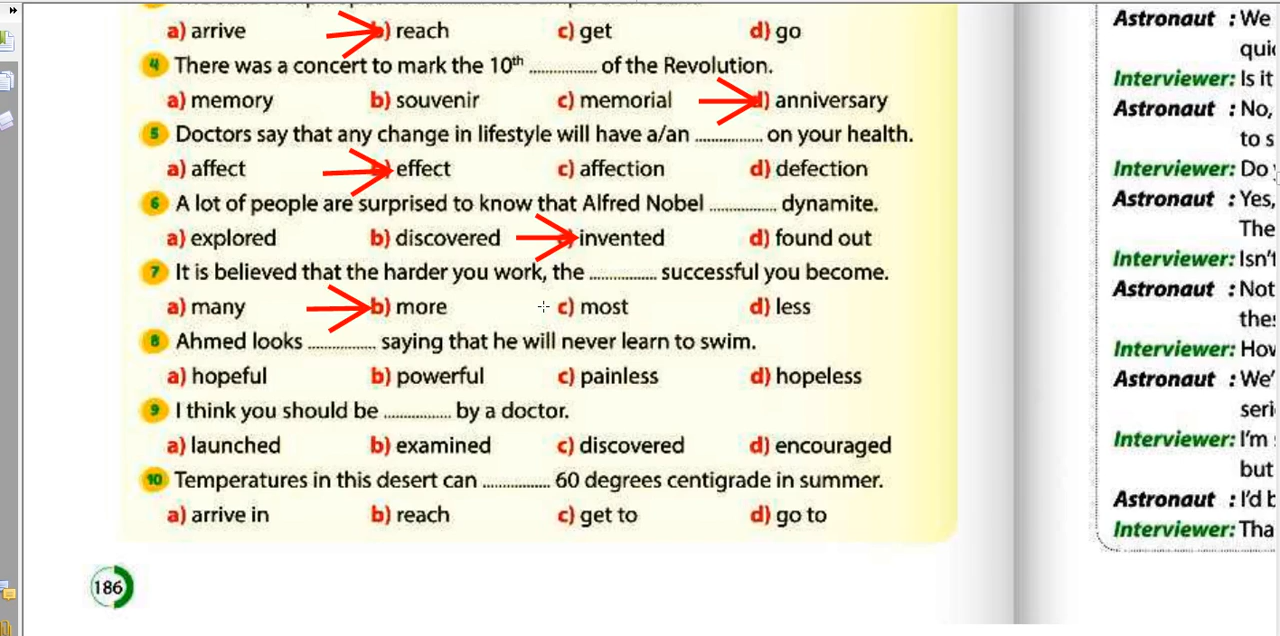 a) arrive b) reach c) get d) go
4 There was a concert to mark the 10th ............... of the Revolution.
a) memory b) souvenir c) memorial d) anniversary
5 Doctors say that any change in lifestyle will have a/an ............... on your health.
a) affect effect c) affection d) defection
6 A lot of people are surprised to know that Alfred Nobel ............... dynamite.
a) explored b) discovered invented d) found out
7 It is believed that the harder you work, the ............... successful you become.
a) many b) more c) most d) less
8 Ahmed looks ............... saying that he will never learn to swim.
a) hopeful b) powerful c) painless d) hopeless
9 I think you should be ............... by a doctor.
a) launched b) examined c) discovered d) encouraged
10 Temperatures in this desert can ............... 60 degrees centigrade in summer.
a) arrive in b) reach c) get to d) go to
186
Astronaut : We
Interviewer: Is it
Astronaut : No,
to s
Interviewer: Do
Astronaut : Yes,
The
Interviewer: Isn't
Astronaut : Not
Interviewer: How
Astronaut : We'
seri
Interviewer: I'm
but
Astronaut : I'd b
Interviewer: Tha